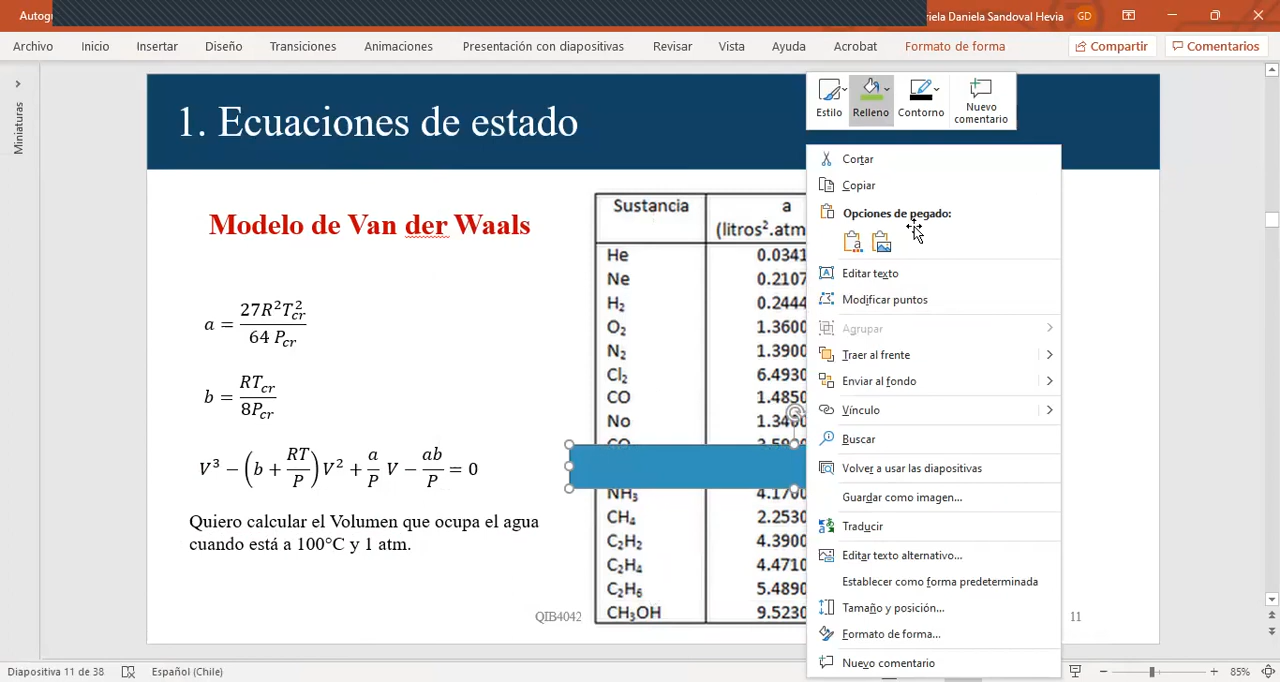 Autog
riela Daniela Sandoval Hevia GD
Archivo Inicio Insertar Diseño Transiciones Animaciones Presentación con diapositivas Revisar Vista Ayuda Acrobat Formato de forma Compartir Comentarios
Miniaturas
1. Ecuaciones de estado
Estilo Relleno Contorno Nuevo comentario
Cortar
Copiar
Opciones de pegado:
Editar texto
Modificar puntos
Agrupar
Traer al frente
Enviar al fondo
Vínculo
Buscar
Volver a usar las diapositivas
Guardar como imagen...
Traducir
Editar texto alternativo...
Establecer como forma predeterminada
Tamaño y posición...
Formato de forma...
Nuevo comentario
Modelo de Van der Waals
a = 27R²T²cr / 64 Pcr
b = RTcr / 8Pcr
V³ − (b + RT/P) V² + a/P V − ab/P = 0
Quiero calcular el Volumen que ocupa el agua
cuando está a 100°C y 1 atm.
Sustancia a
(litros².atm
He 0.0341
Ne 0.2107
H₂ 0.2444
O₂ 1.3600
N₂ 1.3900
Cl₂ 6.4930
CO 1.4850
No 1.3400
NH₃ 4.1700
CH₄ 2.2530
C₂H₂ 4.3900
C₂H₄ 4.4710
C₂H₆ 5.4890
CH₃OH 9.5230
QIB4042 11
Diapositiva 11 de 38 Español (Chile) 85%